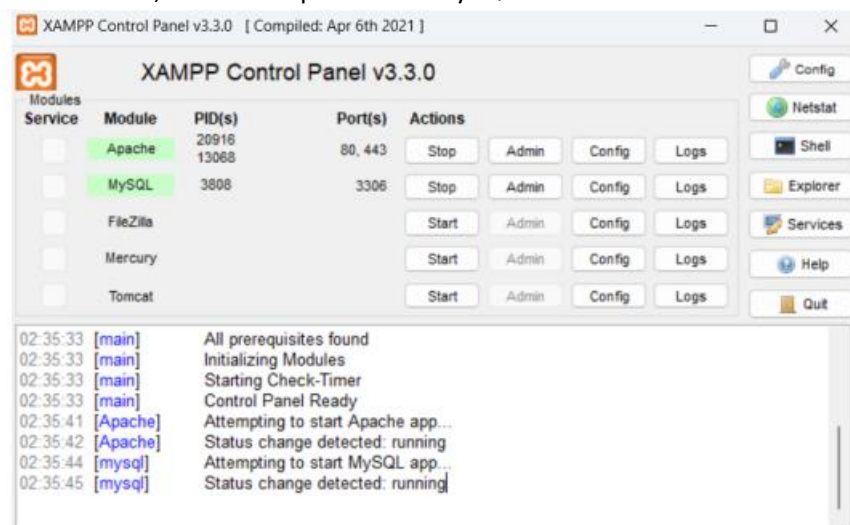 XAMPP Control Panel v3.3.0 [ Compiled: Apr 6th 2021 ]
XAMPP Control Panel v3.3.0
Config
Modules
Service Module PID(s) Port(s) Actions
Netstat
Apache 20916 13068 80, 443 Stop Admin Config Logs
Shell
MySQL 3808 3306 Stop Admin Config Logs
Explorer
FileZilla Start Admin Config Logs
Services
Mercury Start Admin Config Logs
Help
Tomcat Start Admin Config Logs
Quit
02:35:33 [main] All prerequisites found
02:35:33 [main] Initializing Modules
02:35:33 [main] Starting Check-Timer
02:35:33 [main] Control Panel Ready
02:35:41 [Apache] Attempting to start Apache app...
02:35:42 [Apache] Status change detected: running
02:35:44 [mysql] Attempting to start MySQL app...
02:35:45 [mysql] Status change detected: running